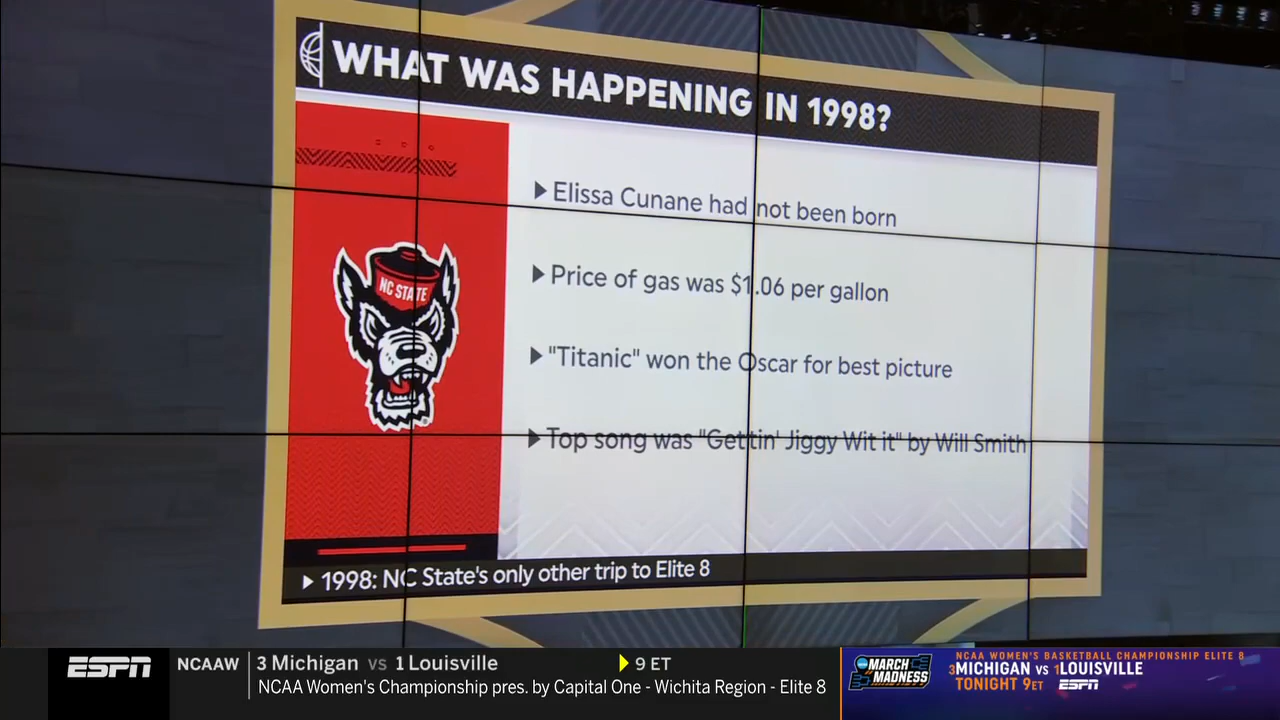 WHAT WAS HAPPENING IN 1998?
Elissa Cunane had not been born
Price of gas was $1.06 per gallon
"Titanic" won the Oscar for best picture
Top song was "Gettin' Jiggy Wit it" by Will Smith
NC STATE
1998: NC State's only other trip to Elite 8
ESPN
NCAAW
3 Michigan vs 1 Louisville
9 ET
NCAA Women's Championship pres. by Capital One - Wichita Region - Elite 8
NCAA
MARCH
MADNESS
NCAA WOMEN'S BASKETBALL CHAMPIONSHIP ELITE 8
3 MICHIGAN VS 1 LOUISVILLE
TONIGHT 9ET
ESPN